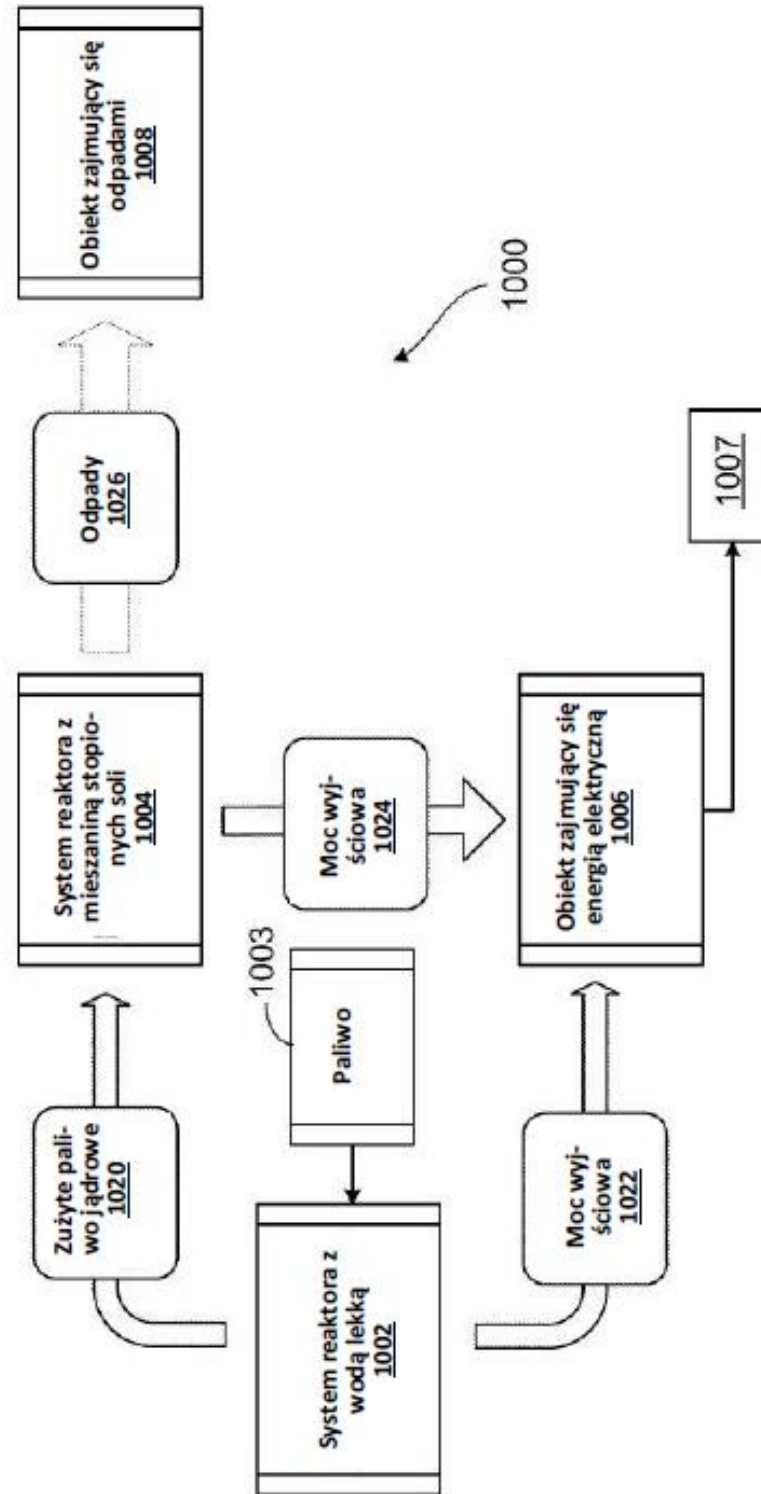 Zużyte pali-
wo jądrowe
1020
System reaktora z
mieszaniną stopio-
nych soli
1004
Odpady
1026
Obiekt zajmujący się
odpadami
1008
System reaktora z
wodą lekką
1002
Paliwo
1003
Moc wyj-
ściowa
1024
1000
Moc wyj-
ściowa
1022
Obiekt zajmujący się
energią elektryczną
1006
1007